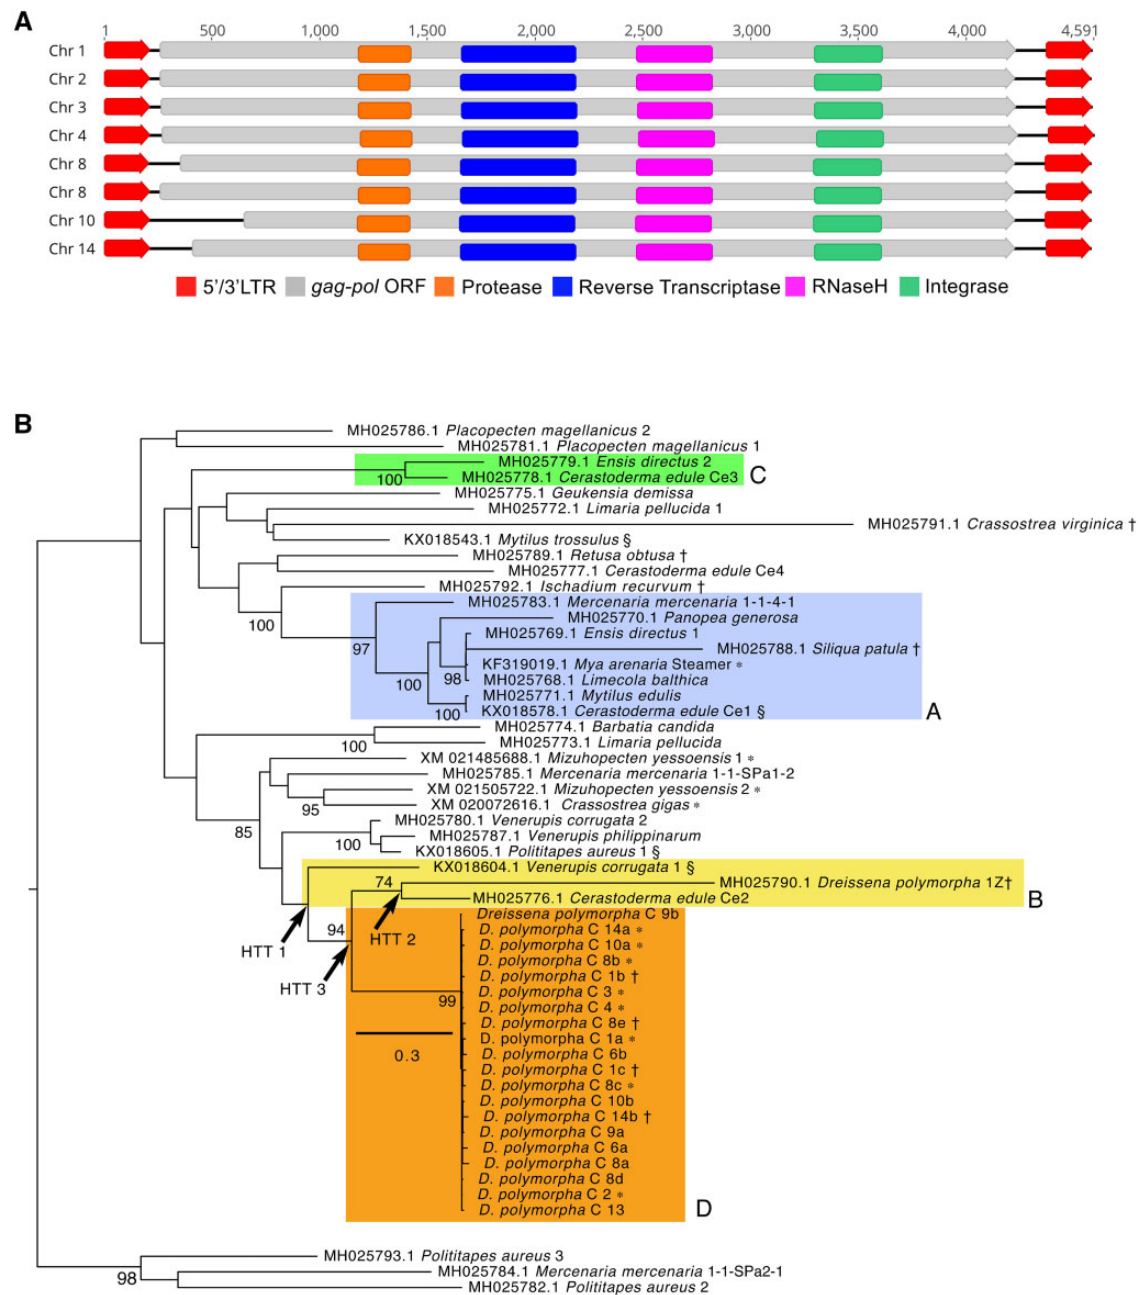 A
1 500 1,000 1,500 2,000 2,500 3,000 3,500 4,000 4,591
Chr 1
Chr 2
Chr 3
Chr 4
Chr 8
Chr 8
Chr 10
Chr 14
5'/3'LTR gag-pol ORF Protease Reverse Transcriptase RNaseH Integrase
B
MH025786.1 Placopecten magellanicus 2
MH025781.1 Placopecten magellanicus 1
MH025779.1 Ensis directus 2
100 MH025778.1 Cerastoderma edule Ce3 C
MH025775.1 Geukensia demissa
MH025772.1 Limaria pellucida 1
MH025791.1 Crassostrea virginica †
KX018543.1 Mytilus trossulus §
MH025789.1 Retusa obtusa †
MH025777.1 Cerastoderma edule Ce4
MH025792.1 Ischadium recurvum †
MH025783.1 Mercenaria mercenaria 1-1-4-1
MH025770.1 Panopea generosa
100
MH025769.1 Ensis directus 1
97 MH025788.1 Siliqua patula †
KF319019.1 Mya arenaria Steamer *
98 MH025768.1 Limecola balthica
100 MH025771.1 Mytilus edulis
100 KX018578.1 Cerastoderma edule Ce1 § A
MH025774.1 Barbatia candida
100 MH025773.1 Limaria pellucida
XM 021485688.1 Mizuhopecten yessoensis 1 *
MH025785.1 Mercenaria mercenaria 1-1-SPa1-2
XM 021505722.1 Mizuhopecten yessoensis 2 *
95 XM 020072616.1 Crassostrea gigas *
MH025780.1 Venerupis corrugata 2
85 MH025787.1 Venerupis philippinarum
100 KX018605.1 Polititapes aureus 1 §
KX018604.1 Venerupis corrugata 1 §
74 MH025790.1 Dreissena polymorpha 1Z†
MH025776.1 Cerastoderma edule Ce2 B
Dreissena polymorpha C 9b
94 D. polymorpha C 14a *
HTT 1 HTT 2 D. polymorpha C 10a *
D. polymorpha C 8b *
D. polymorpha C 1b †
HTT 3 D. polymorpha C 3 *
99 D. polymorpha C 4 *
D. polymorpha C 8e †
D. polymorpha C 1a *
0.3 D. polymorpha C 6b
D. polymorpha C 1c †
D. polymorpha C 8c *
D. polymorpha C 10b
D. polymorpha C 14b †
D. polymorpha C 9a
D. polymorpha C 6a
D. polymorpha C 8a
D. polymorpha C 8d
D. polymorpha C 2 *
D. polymorpha C 13 D
MH025793.1 Polititapes aureus 3
98 MH025784.1 Mercenaria mercenaria 1-1-SPa2-1
MH025782.1 Polititapes aureus 2